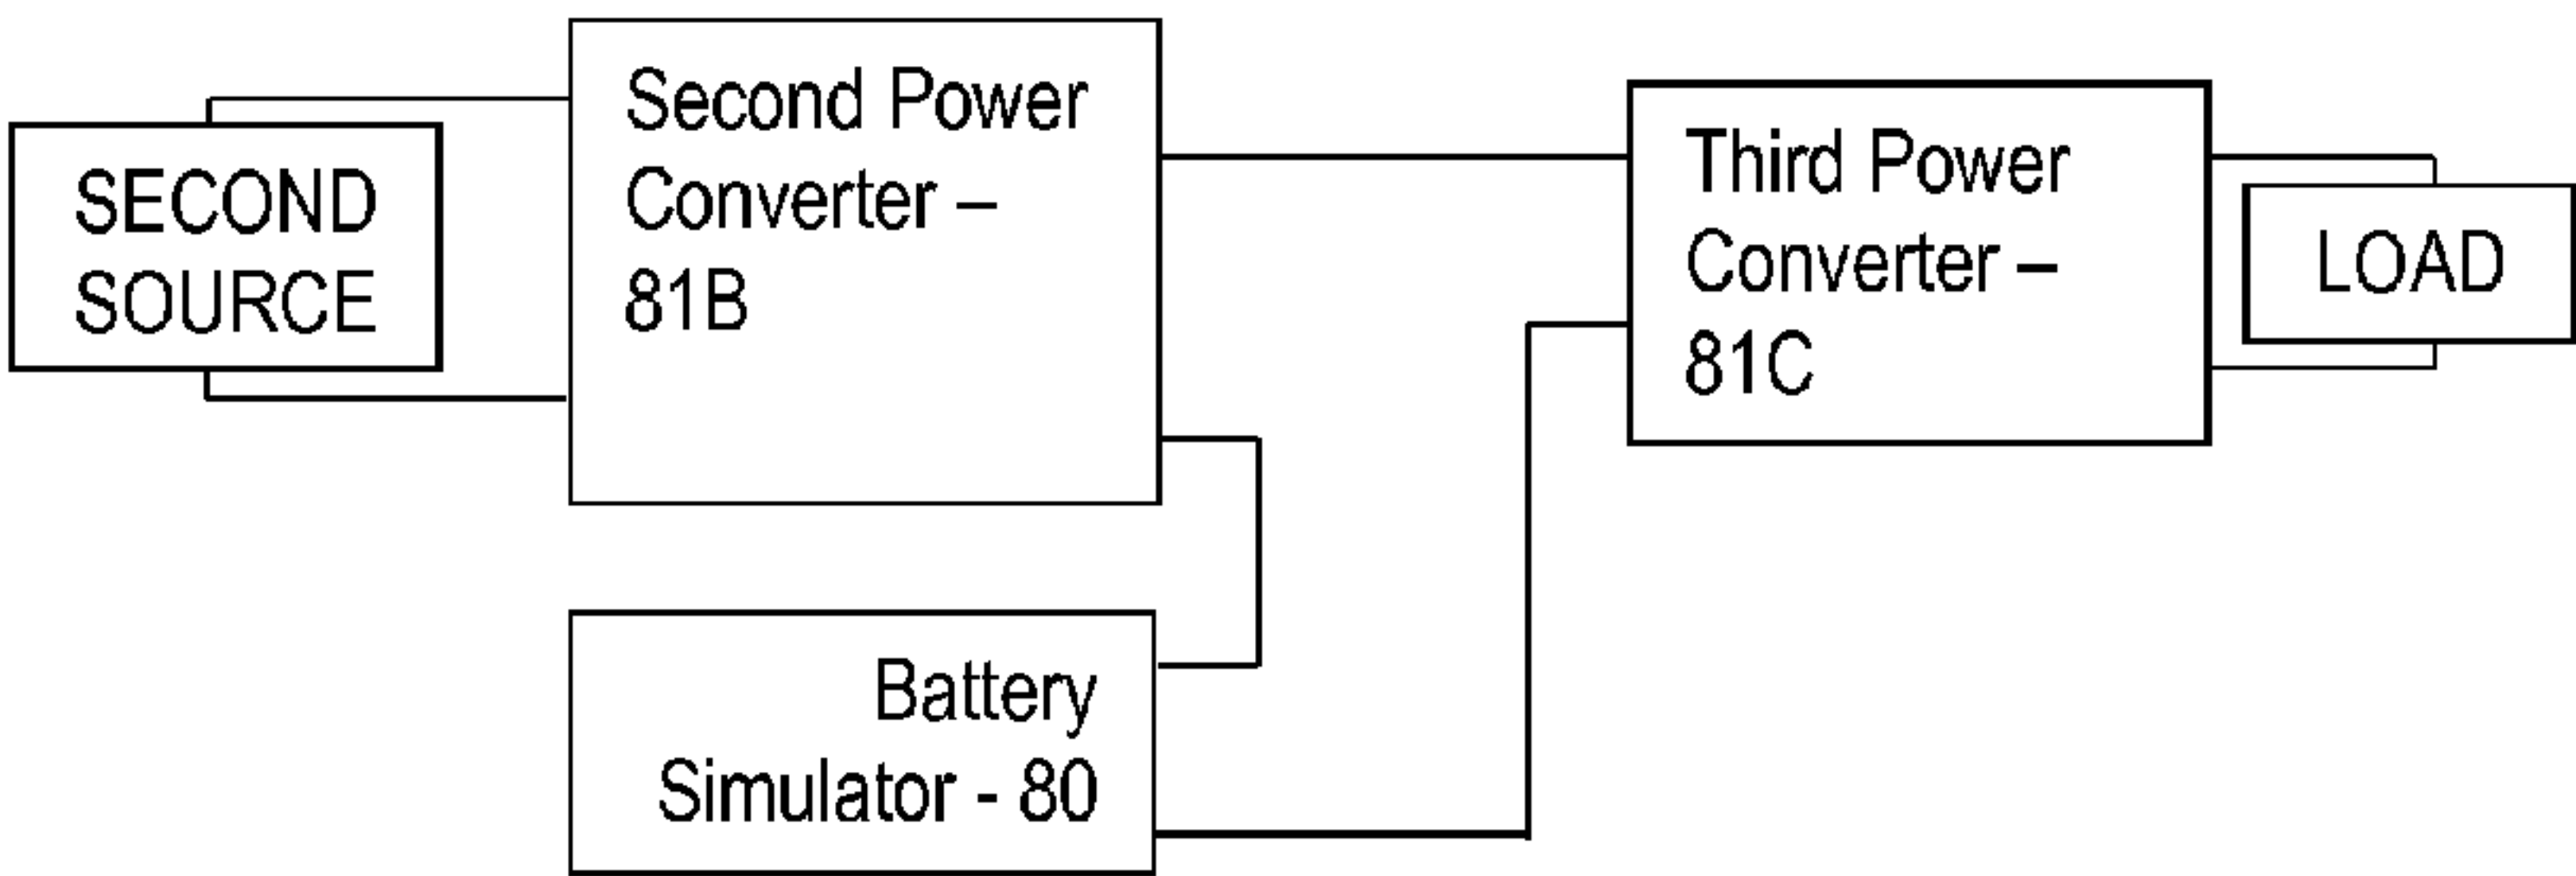 SECOND
SOURCE
Second Power
Converter –
81B
Third Power
Converter –
81C
LOAD
Battery
Simulator - 80